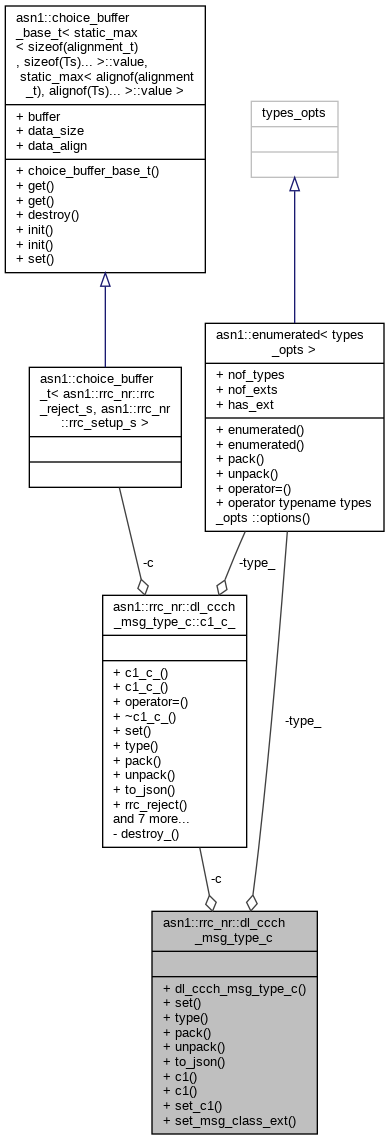 asn1::choice_buffer
_base_t< static_max
< sizeof(alignment_t)
, sizeof(Ts)... >::value,
static_max< alignof(alignment
_t), alignof(Ts)... >::value >
+ buffer
+ data_size
+ data_align
+ choice_buffer_base_t()
+ get()
+ get()
+ destroy()
+ init()
+ init()
+ set()
types_opts
asn1::enumerated< types
_opts >
+ nof_types
+ nof_exts
+ has_ext
+ enumerated()
+ enumerated()
+ pack()
+ unpack()
+ operator=()
+ operator typename types
_opts ::options()
asn1::choice_buffer
_t< asn1::rrc_nr::rrc
_reject_s, asn1::rrc_nr
::rrc_setup_s >
-c
-type_
asn1::rrc_nr::dl_ccch
_msg_type_c::c1_c_
+ c1_c_()
+ c1_c_()
+ operator=()
+ ~c1_c_()
+ set()
+ type()
+ pack()
+ unpack()
+ to_json()
+ rrc_reject()
and 7 more...
- destroy_()
-type_
-c
asn1::rrc_nr::dl_ccch
_msg_type_c
+ dl_ccch_msg_type_c()
+ set()
+ type()
+ pack()
+ unpack()
+ to_json()
+ c1()
+ c1()
+ set_c1()
+ set_msg_class_ext()